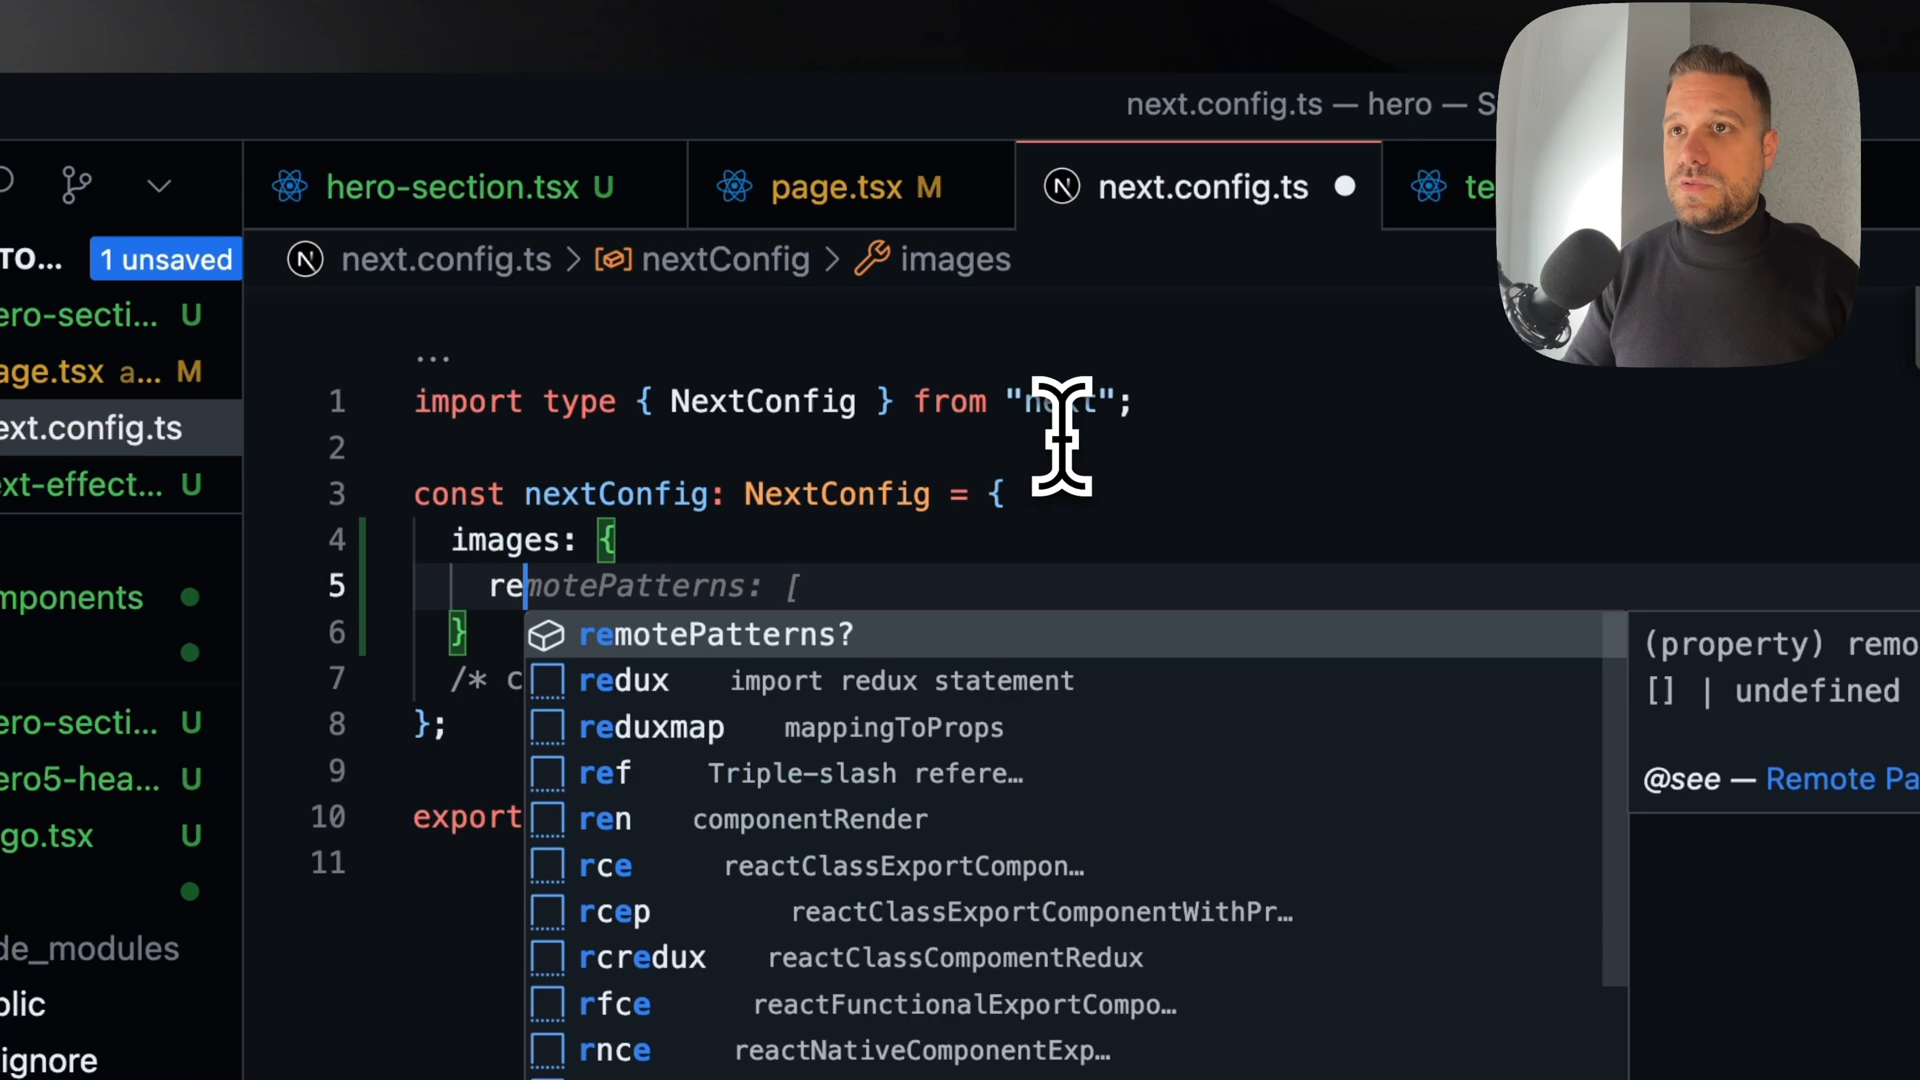 next.config.ts — hero — S
hero-section.tsx U
page.tsx M
next.config.ts
te
TO... 1 unsaved
next.config.ts > nextConfig > images
ero-secti... U
age.tsx a... M
ext.config.ts
ext-effect... U
mponents
ero-secti... U
ero5-hea... U
go.tsx U
de_modules
blic
ignore
...
1 import type { NextConfig } from "next";
2
3 const nextConfig: NextConfig = {
4 images: {
5 remotePatterns: [
6 }
7 /* c
8 };
9
10 export
11
remotePatterns?
redux import redux statement
reduxmap mappingToProps
ref Triple-slash refere...
ren componentRender
rce reactClassExportCompon...
rcep reactClassExportComponentWithPr...
rcredux reactClassCompomentRedux
rfce reactFunctionalExportCompo...
rnce reactNativeComponentExp...
(property) remo
[] | undefined
@see — Remote Pa